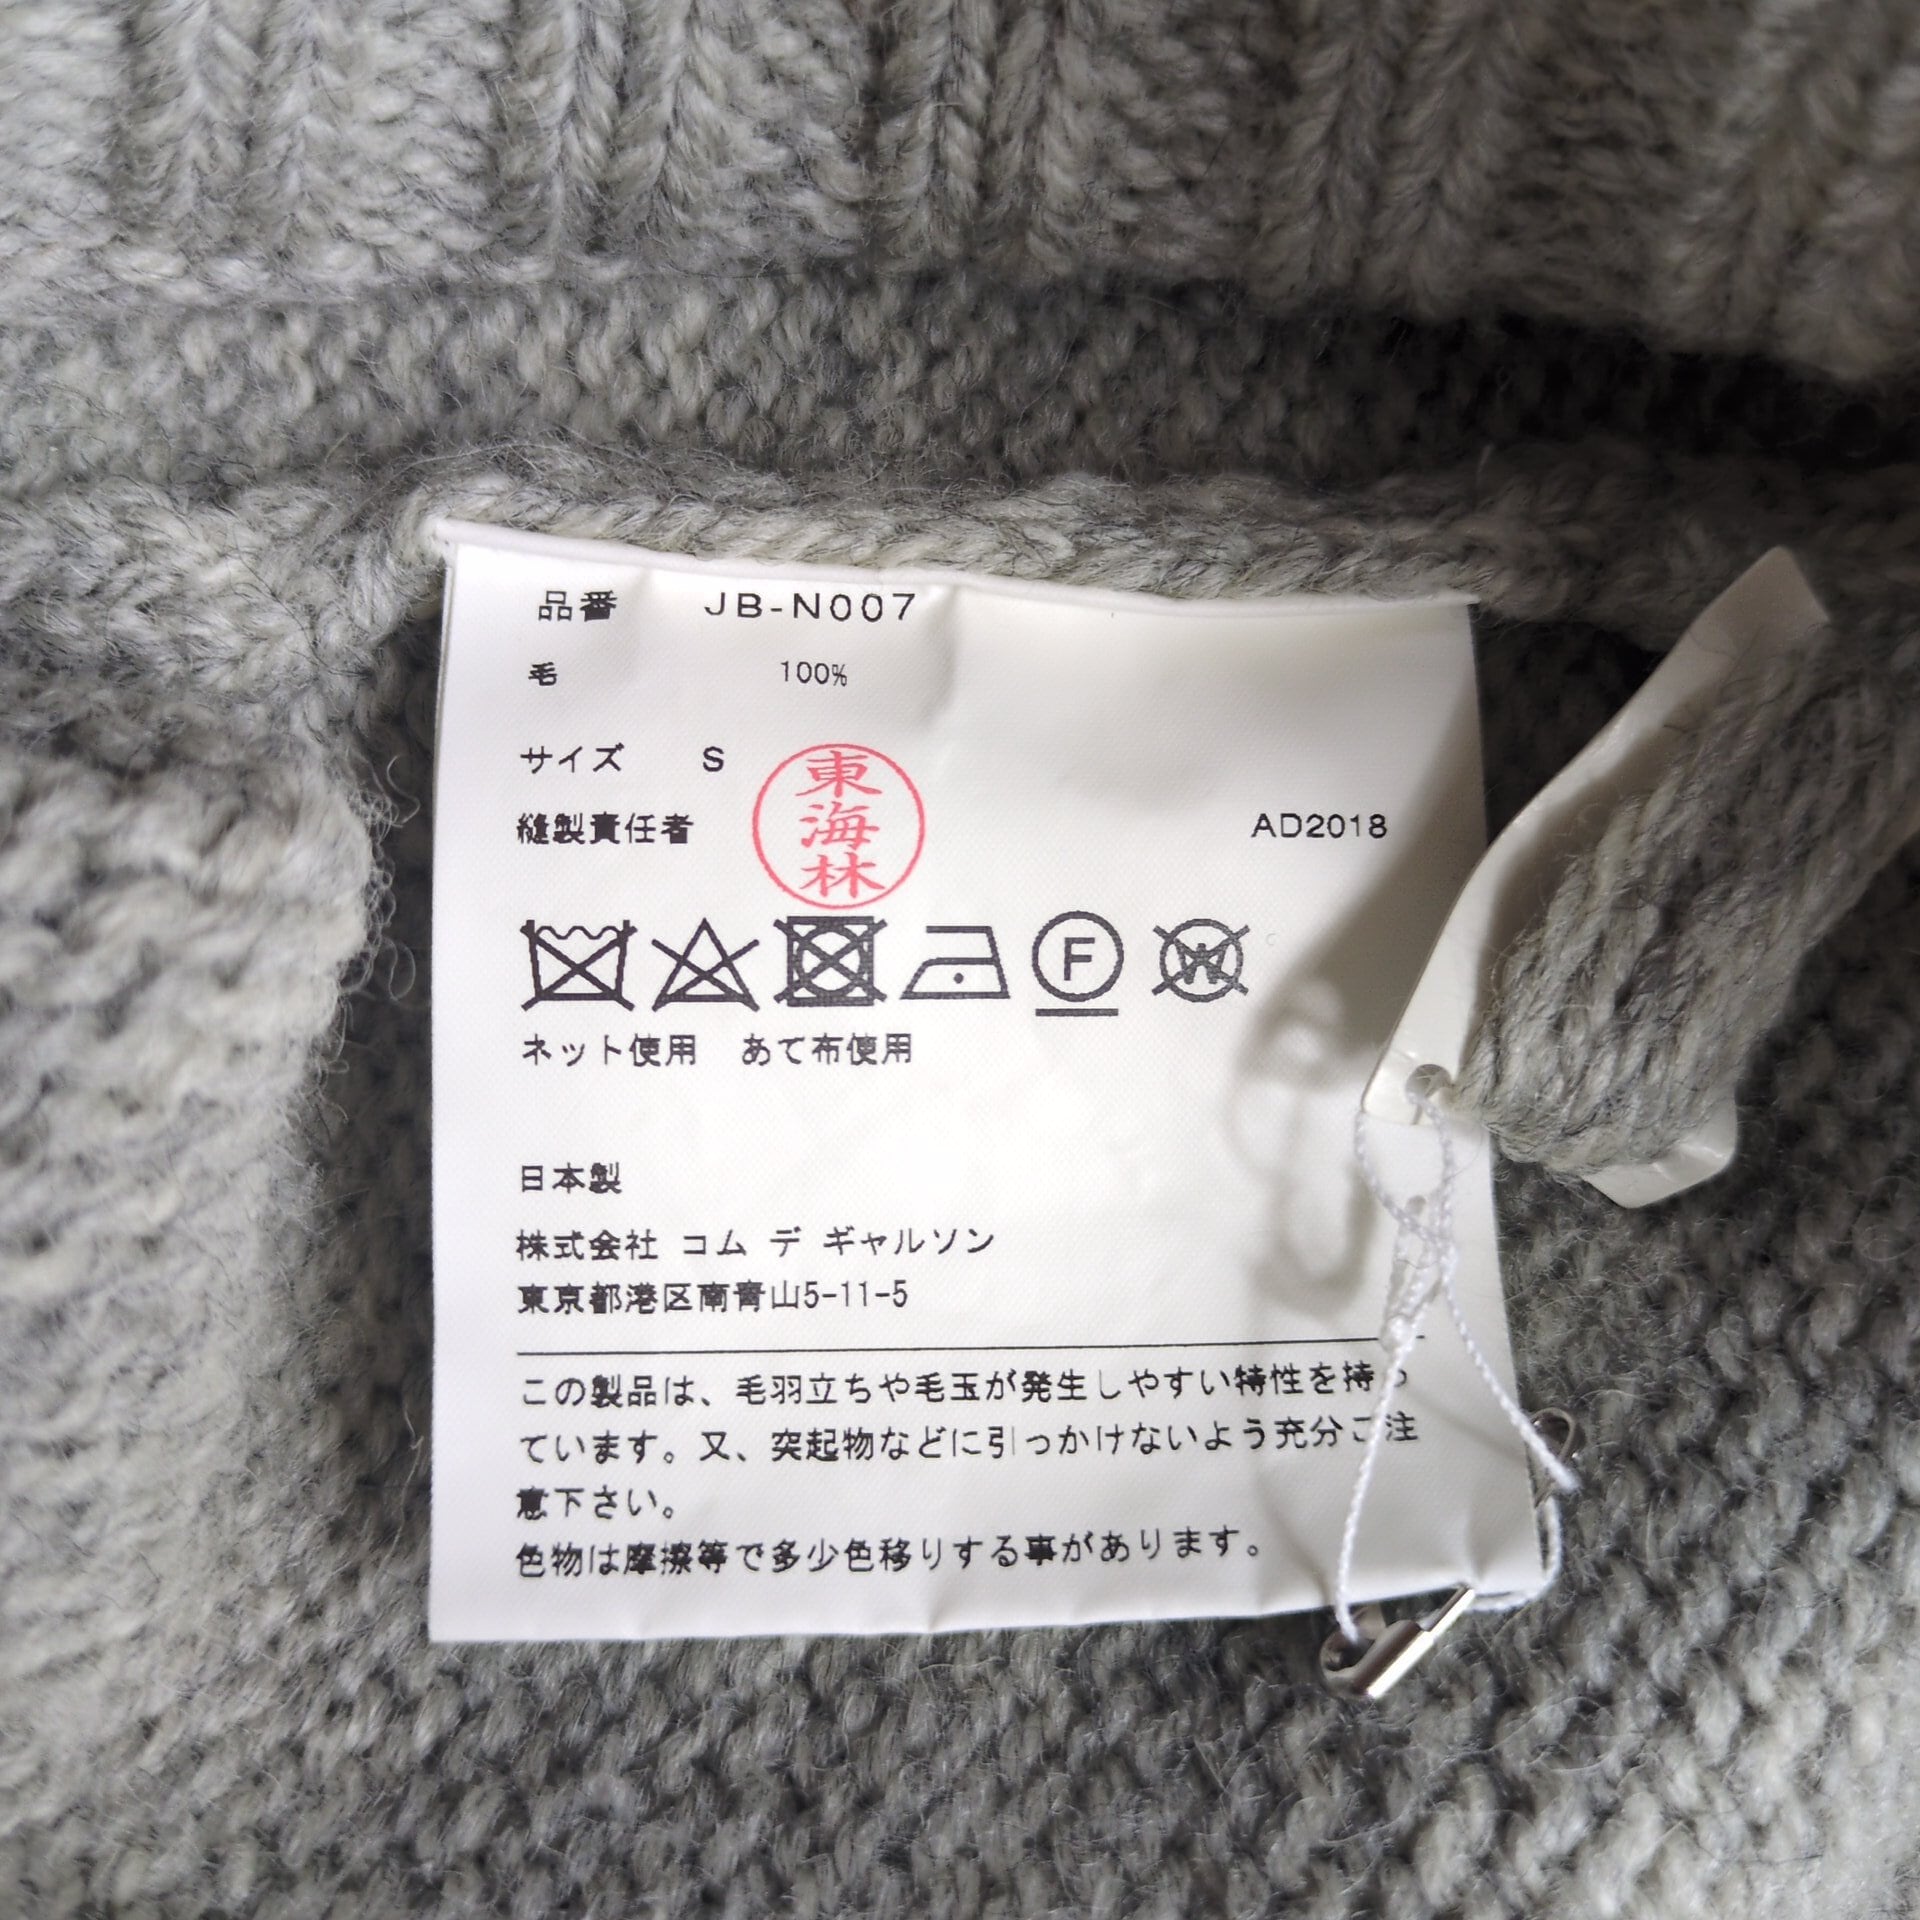 品番 JB-N007
毛 100%
サイズ S
東海林
縫製責任者
AD2018
F
W
ネット使用 あて布使用
日本製
株式会社 コム デ ギャルソン
東京都港区南青山5-11-5
この製品は、毛羽立ちや毛玉が発生しやすい特性を持っ
ています。又、突起物などに引っかけないよう充分ご注
意下さい。
色物は摩擦等で多少色移りする事があります。